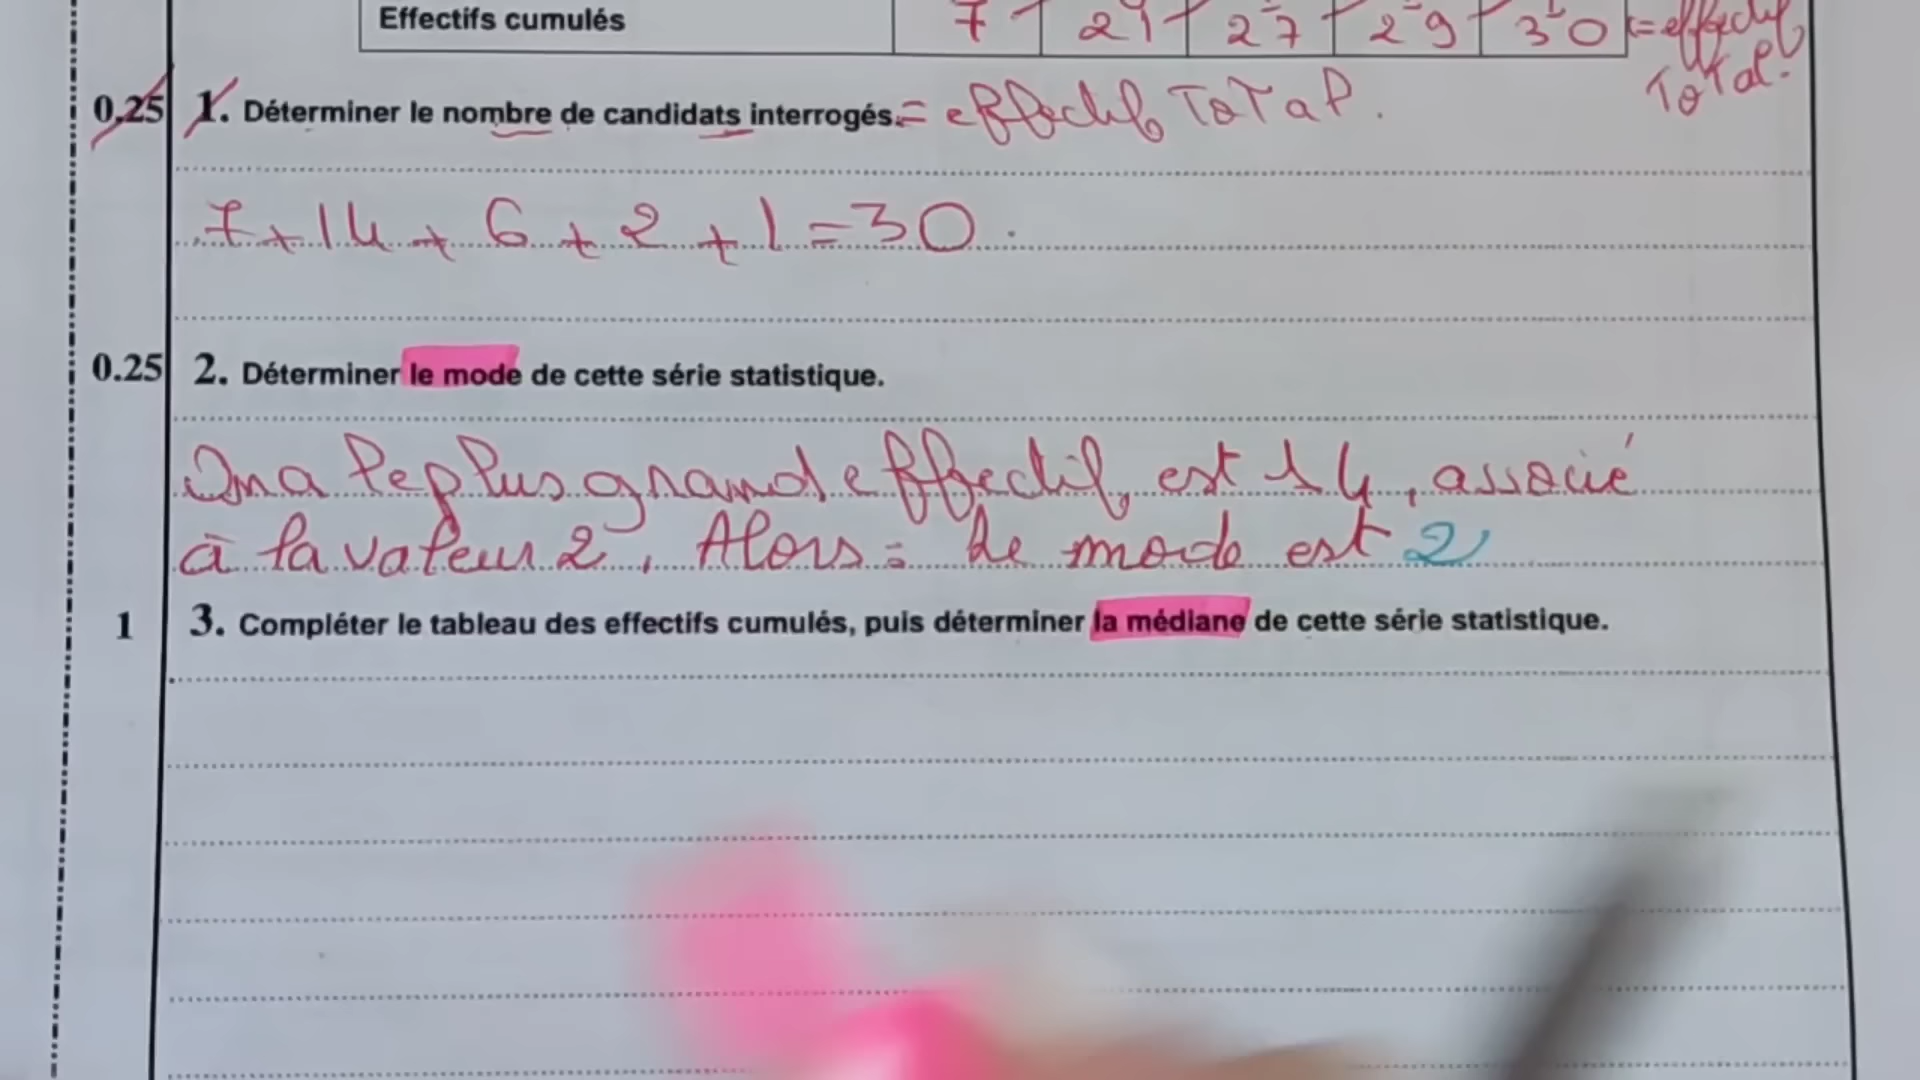 Effectifs cumulés 7 21 27 29 30 = effectif
Total.
0,25 1. Déterminer le nombre de candidats interrogés. = effectif Total.
7 + 14 + 6 + 2 + 1 = 30.
0.25 2. Déterminer le mode de cette série statistique.
On a le plus grand effectif est 14, associé
à la valeur 2, Alors: le mode est 2
1 3. Compléter le tableau des effectifs cumulés, puis déterminer la médiane de cette série statistique.